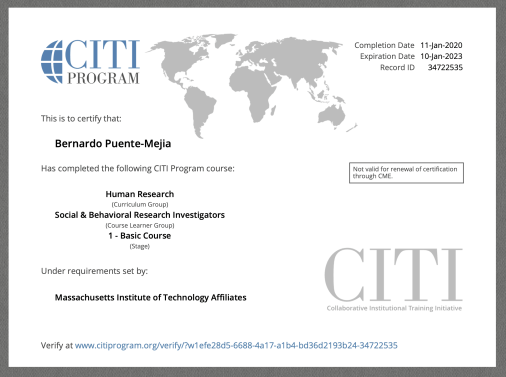 CITI
PROGRAM
Completion Date 11-Jan-2020
Expiration Date 10-Jan-2023
Record ID 34722535
This is to certify that:
Bernardo Puente-Mejia
Has completed the following CITI Program course:
Not valid for renewal of certification
through CME.
Human Research
(Curriculum Group)
Social & Behavioral Research Investigators
(Course Learner Group)
1 - Basic Course
(Stage)
Under requirements set by:
Massachusetts Institute of Technology Affiliates
CITI
Collaborative Institutional Training Initiative
Verify at www.citiprogram.org/verify/?w1efe28d5-6688-4a17-a1b4-bd36d2193b24-34722535